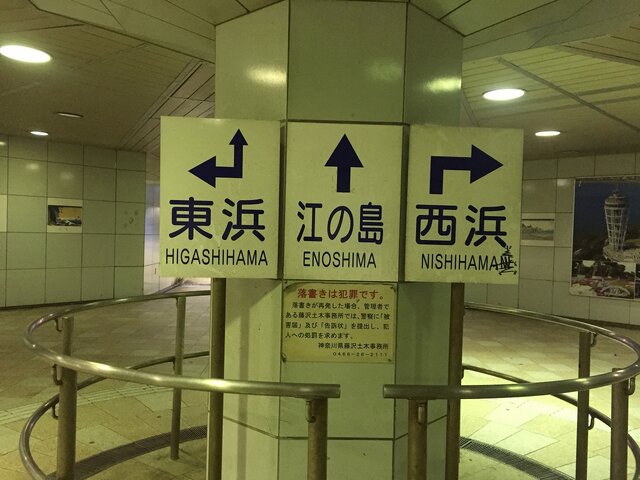 東浜
HIGASHIHAMA
江の島
ENOSHIMA
西浜
NISHIHAMA
落書きは犯罪です。
落書きが再発した場合、管理者で
ある藤沢土木事務所では、警察に「被
害届」及び「告訴状」を提出し、犯
人への処罰を求めます。
神奈川県藤沢土木事務所
0466-26-2111